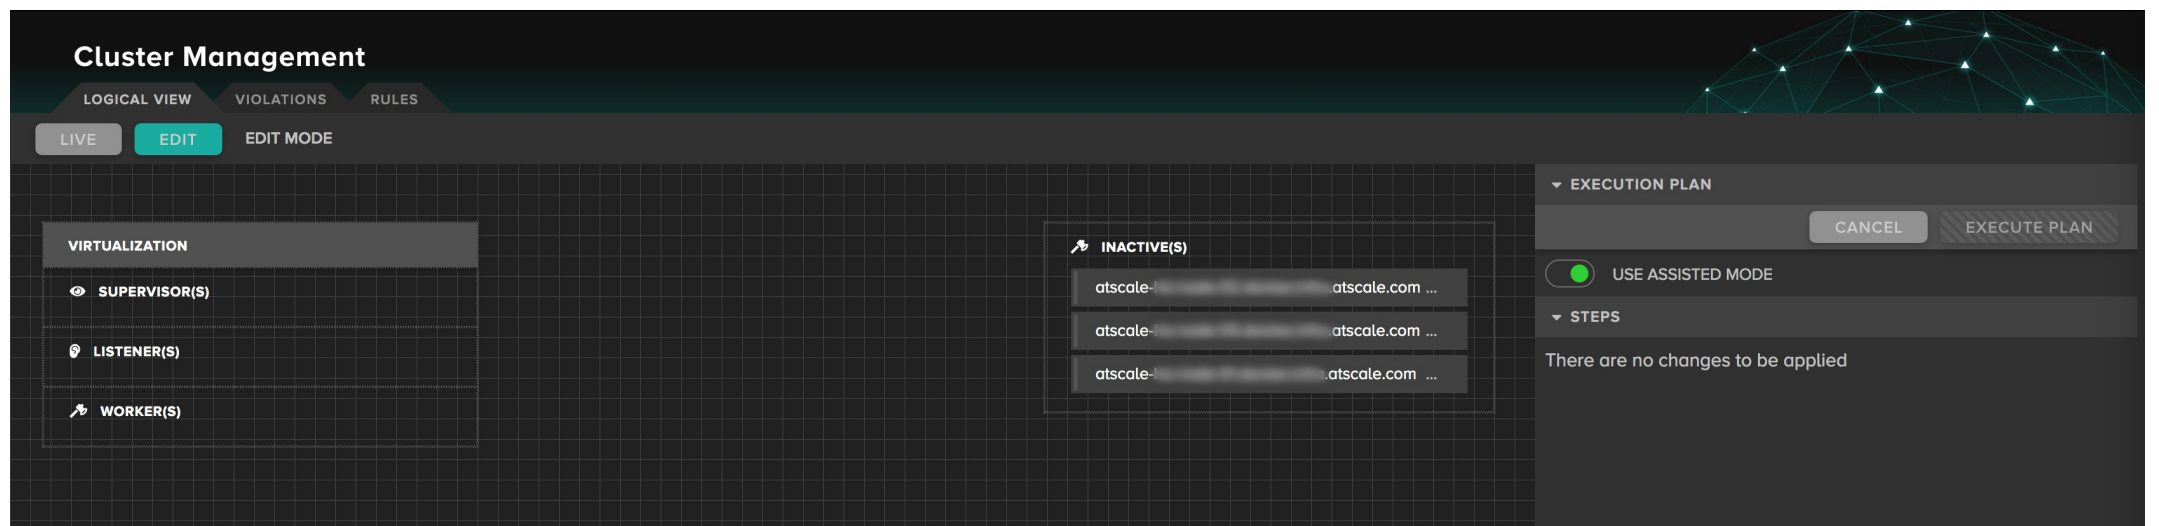 Cluster Management
LOGICAL VIEW VIOLATIONS RULES
LIVE EDIT EDIT MODE
VIRTUALIZATION
SUPERVISOR(S)
LISTENER(S)
WORKER(S)
INACTIVE(S)
atscale- .atscale.com ...
atscale- .atscale.com ...
atscale- .atscale.com ...
EXECUTION PLAN
CANCEL EXECUTE PLAN
USE ASSISTED MODE
STEPS
There are no changes to be applied